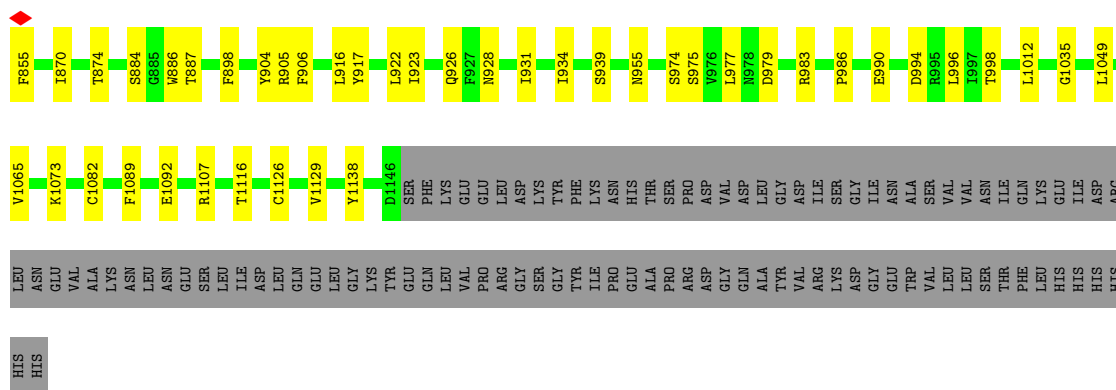 F855 I870 T874 S884 G885 W886 T887 F898 Y904 R905 F906 L916 Y917 L922 I923 Q926 F927 N928 I931 I934 S939 N955 S974 S975 V976 L977 N978 D979 R983 P986 E990 D994 R995 L996 I997 T998 L1012 G1035 L1049
V1065 K1073 C1082 F1089 E1092 R1107 T1116 C1126 V1129 Y1138 D1146 SER PHE LYS GLU GLU LEU ASP LYS TYR PHE LYS ASN HIS THR SER PRO ASP VAL ASP LEU GLY ASP ILE SER GLY ILE ASN ALA SER VAL VAL ASN ILE GLN LYS GLU ILE ASP ARG
LEU ASN GLU VAL ALA LYS ASN LEU ASN GLU SER LEU ILE ASP LEU GLN GLU LEU GLY LYS TYR GLU GLN LEU VAL PRO ARG GLY SER GLY TYR ILE PRO GLU ALA PRO ARG ASP GLY GLN ALA TYR VAL ARG LYS ASP GLY GLU TRP VAL LEU LEU SER THR PHE LEU HIS HIS HIS HIS
HIS HIS